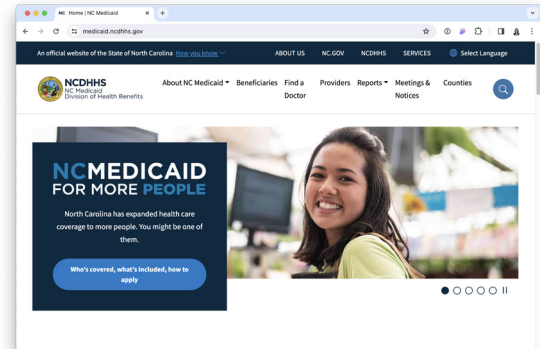 Home | NC Medicaid
medicaid.ncdhhs.gov
An official website of the State of North Carolina How you know
ABOUT US NC.GOV NCDHHS SERVICES Select Language
NCDHHS
NC Medicaid
Division of Health Benefits
About NC Medicaid Beneficiaries Find a Doctor Providers Reports Meetings & Notices Counties
NCMEDICAID
FOR MORE PEOPLE
North Carolina has expanded health care
coverage to more people. You might be one of
them.
Who's covered, what's included, how to
apply